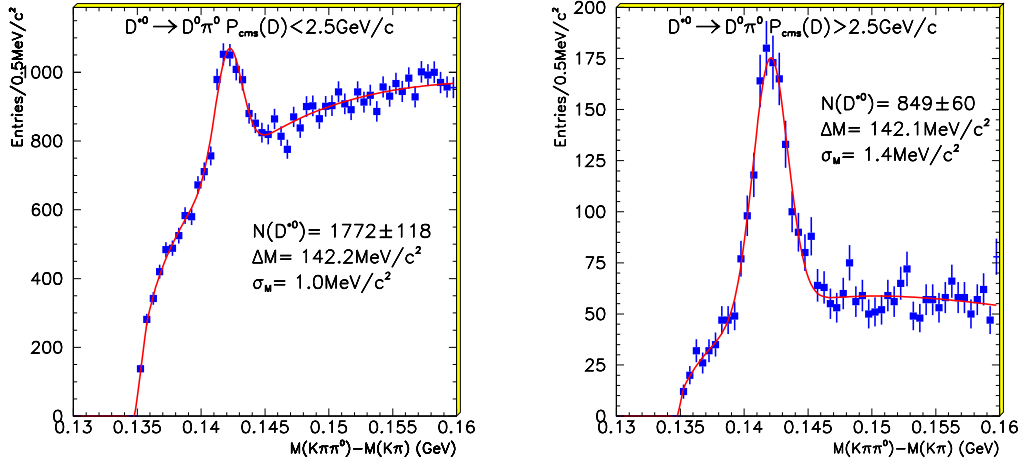 D*⁰→D⁰π⁰ Pcms(D)<2.5GeV/c
Entries/0.5MeV/c²
1000
800
600
400
200
0
N(D*⁰)= 1772±118
ΔM= 142.2MeV/c²
σM= 1.0MeV/c²
0.13 0.135 0.14 0.145 0.15 0.155 0.16
M(Kππ⁰)−M(Kπ) (GeV)
D*⁰→D⁰π⁰ Pcms(D)>2.5GeV/c
Entries/0.5MeV/c²
200
175
150
125
100
75
50
25
0
N(D*⁰)= 849±60
ΔM= 142.1MeV/c²
σM= 1.4MeV/c²
0.13 0.135 0.14 0.145 0.15 0.155 0.16
M(Kππ⁰)−M(Kπ) (GeV)